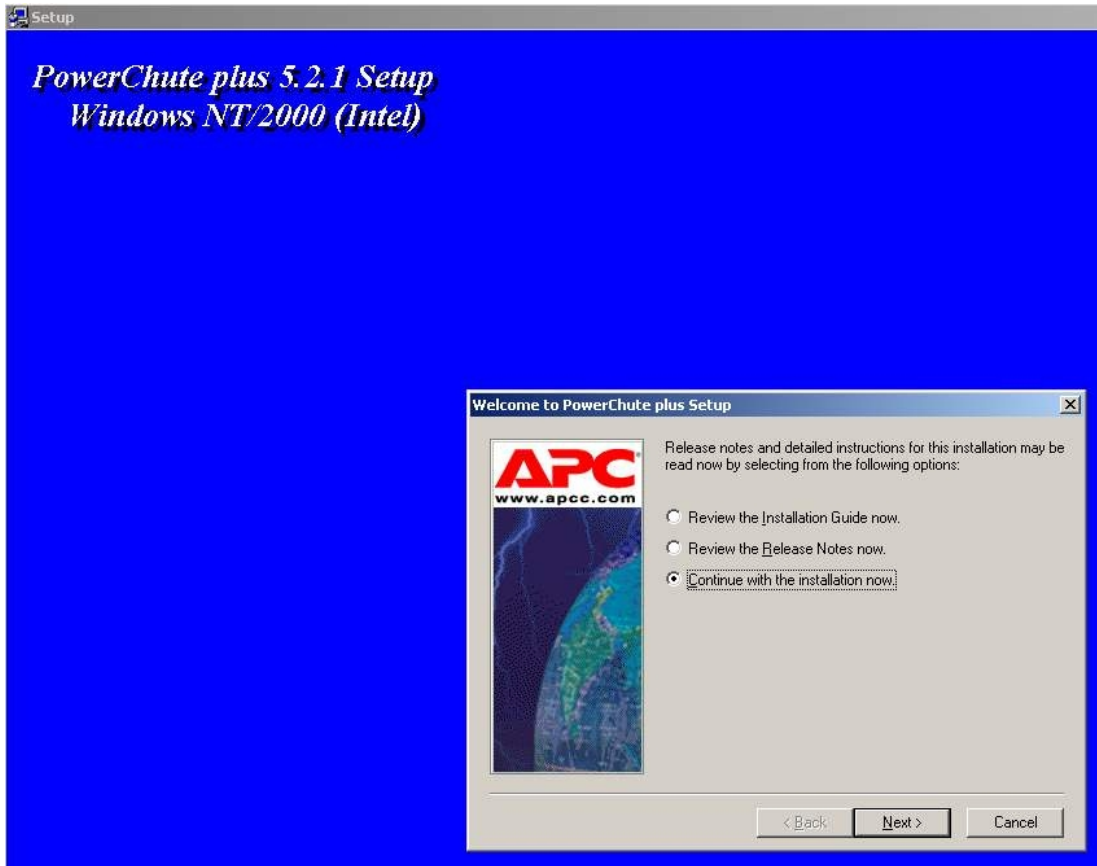 Setup
PowerChute plus 5.2.1 Setup
Windows NT/2000 (Intel)
Welcome to PowerChute plus Setup
APC
www.apcc.com
Release notes and detailed instructions for this installation may be
read now by selecting from the following options:
Review the Installation Guide now.
Review the Release Notes now.
Continue with the installation now.
< Back
Next >
Cancel